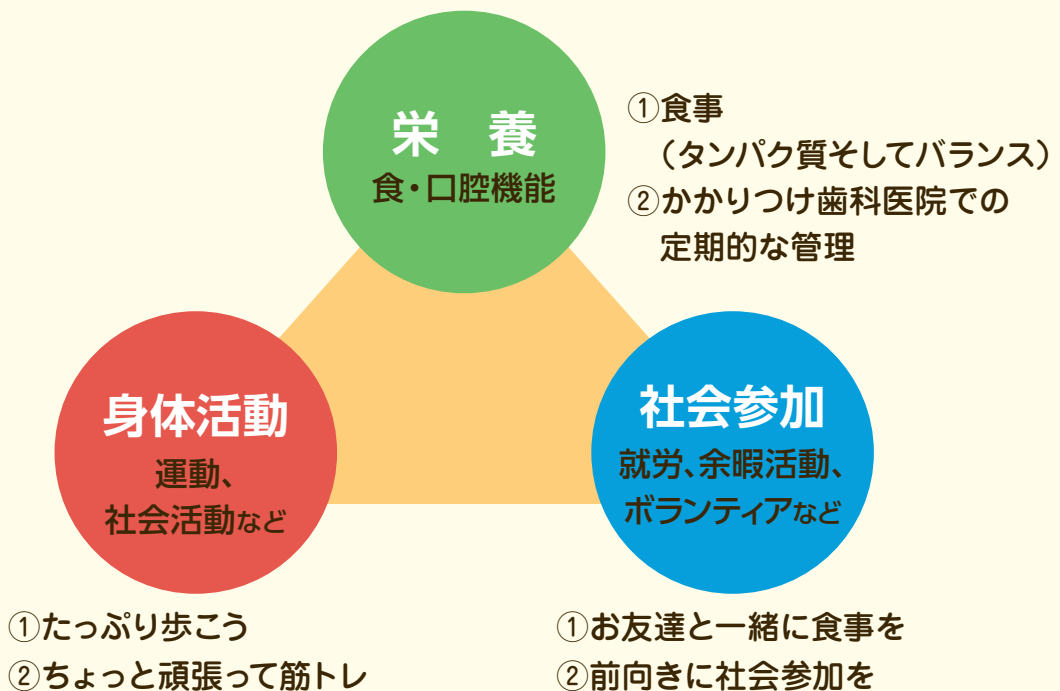 栄　養
食・口腔機能
①食事
（タンパク質そしてバランス）
②かかりつけ歯科医院での
定期的な管理
身体活動
運動、
社会活動など
①たっぷり歩こう
②ちょっと頑張って筋トレ
社会参加
就労、余暇活動、
ボランティアなど
①お友達と一緒に食事を
②前向きに社会参加を